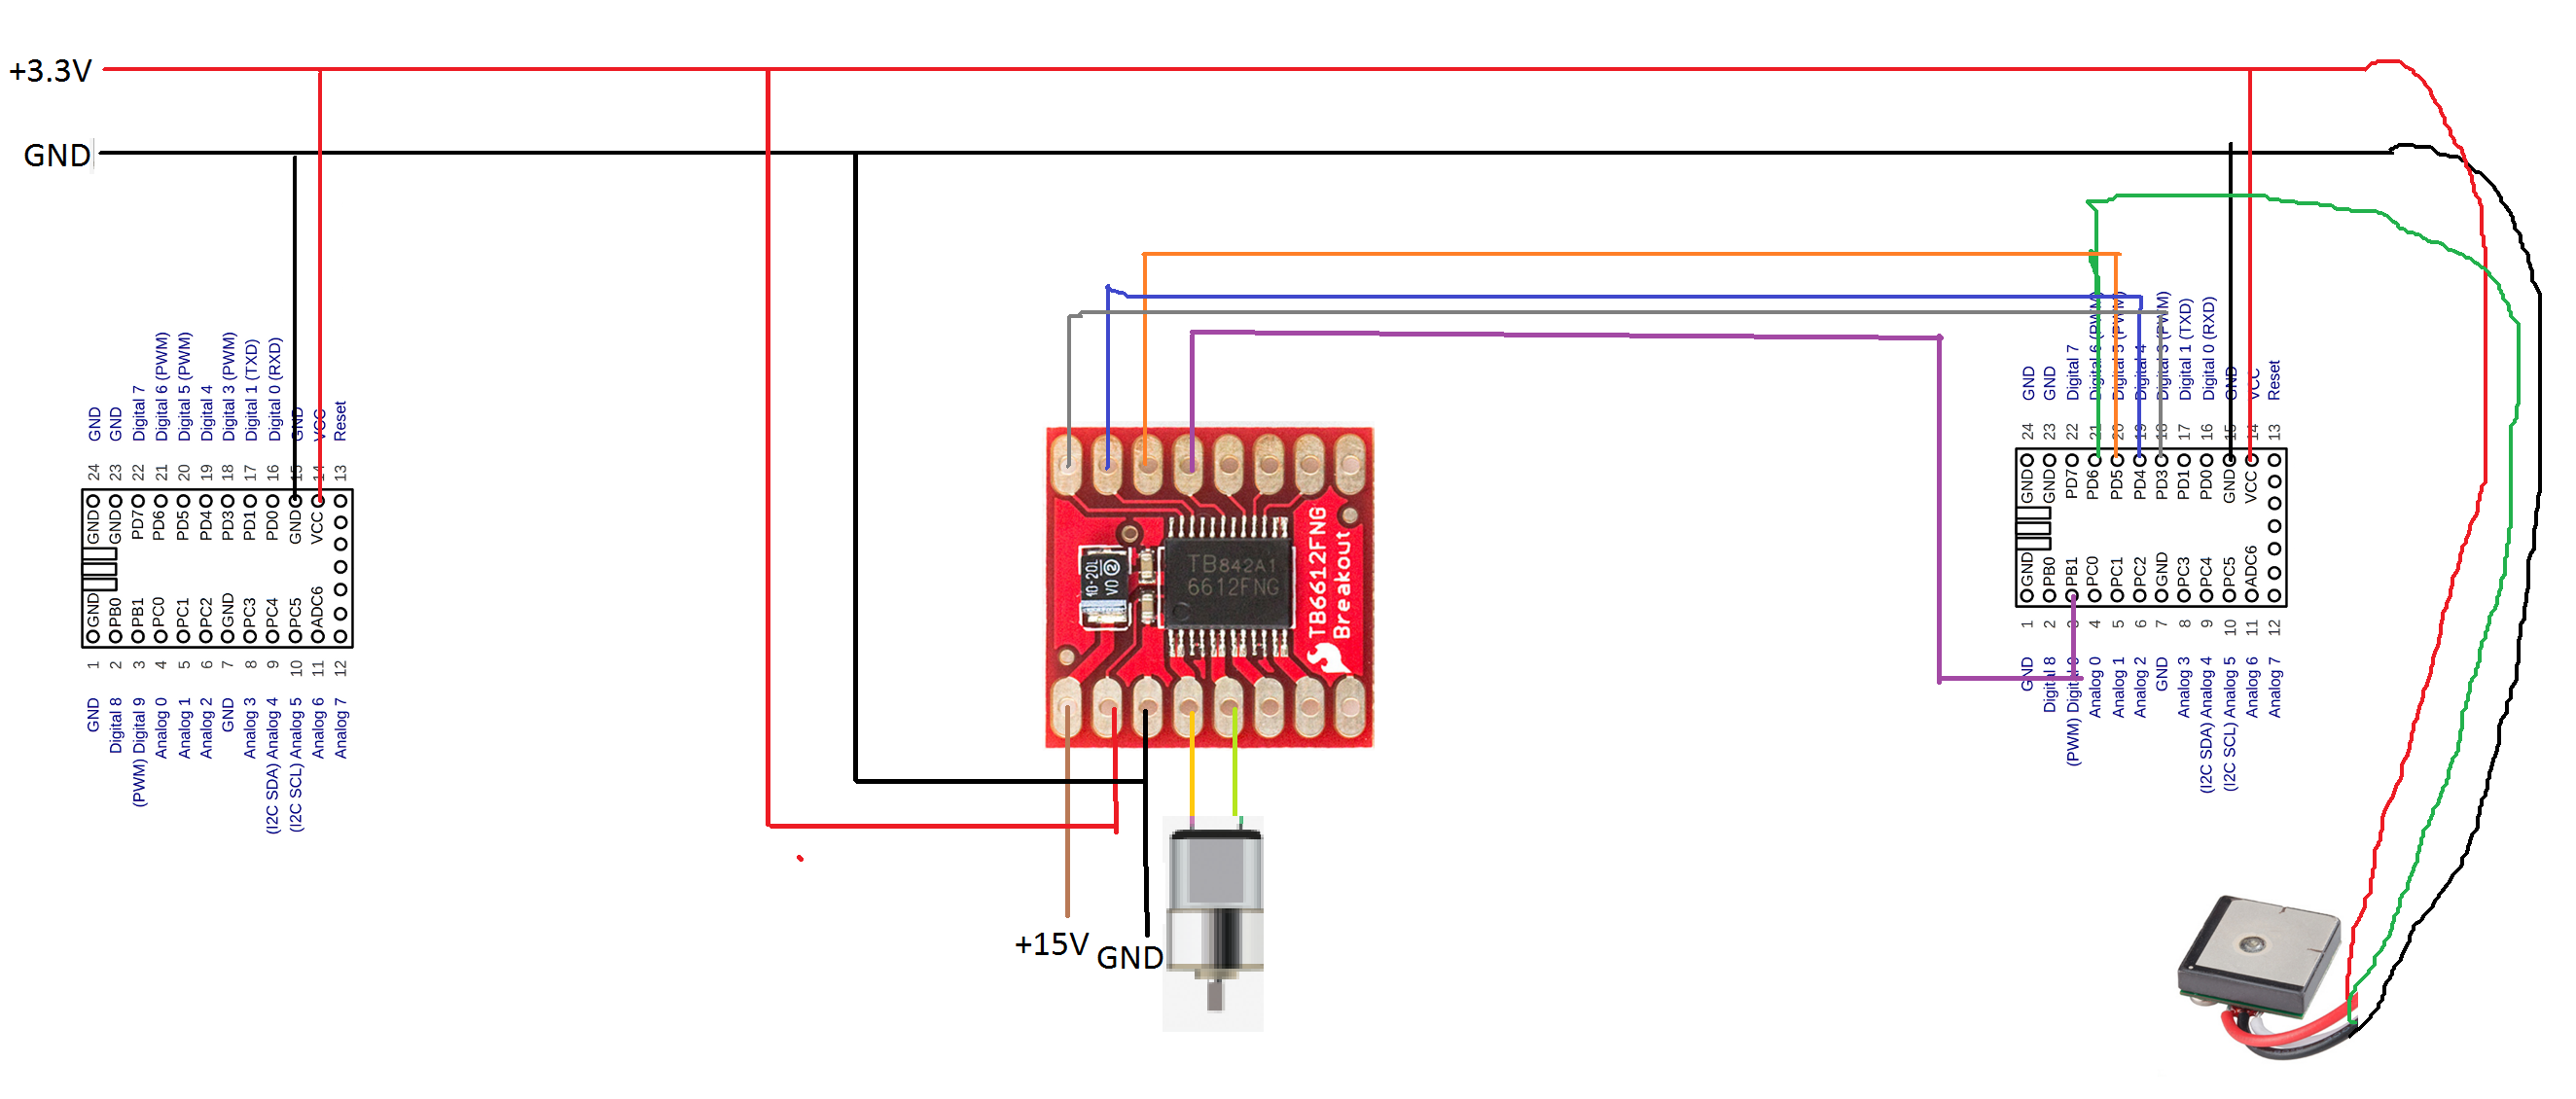 +3.3V
GND
GND
GND
Digital 7
Digital 6 (PWM)
Digital 5 (PWM)
Digital 4
Digital 3 (PWM)
Digital 1 (TXD)
Digital 0 (RXD)
GND
VCC
Reset
24 23 22 21 20 19 18 17 16 15 14 13
GND GND PD7 PD6 PD5 PD4 PD3 PD1 PD0 GND VCC
GND PB0 PB1 PC0 PC1 PC2 GND PC3 PC4 PC5 ADC6
1 2 3 4 5 6 7 8 9 10 11 12
GND
Digital 8
(PWM) Digital 9
Analog 0
Analog 1
Analog 2
GND
Analog 3
(I2C SDA) Analog 4
(I2C SCL) Analog 5
Analog 6
Analog 7
TB842A1
6612FNG
10-20L
VO
TB6612FNG
Breakout
+15V
GND
GND
GND
Digital 7
Digital 6 (PWM)
Digital 5 (PWM)
Digital 4
Digital 3 (PWM)
Digital 1 (TXD)
Digital 0 (RXD)
GND
VCC
Reset
24 23 22 21 20 19 18 17 16 15 14 13
GND GND PD7 PD6 PD5 PD4 PD3 PD1 PD0 GND VCC
GND PB0 PB1 PC0 PC1 PC2 GND PC3 PC4 PC5 ADC6
1 2 3 4 5 6 7 8 9 10 11 12
GND
Digital 8
(PWM) Digital 9
Analog 0
Analog 1
Analog 2
GND
Analog 3
(I2C SDA) Analog 4
(I2C SCL) Analog 5
Analog 6
Analog 7